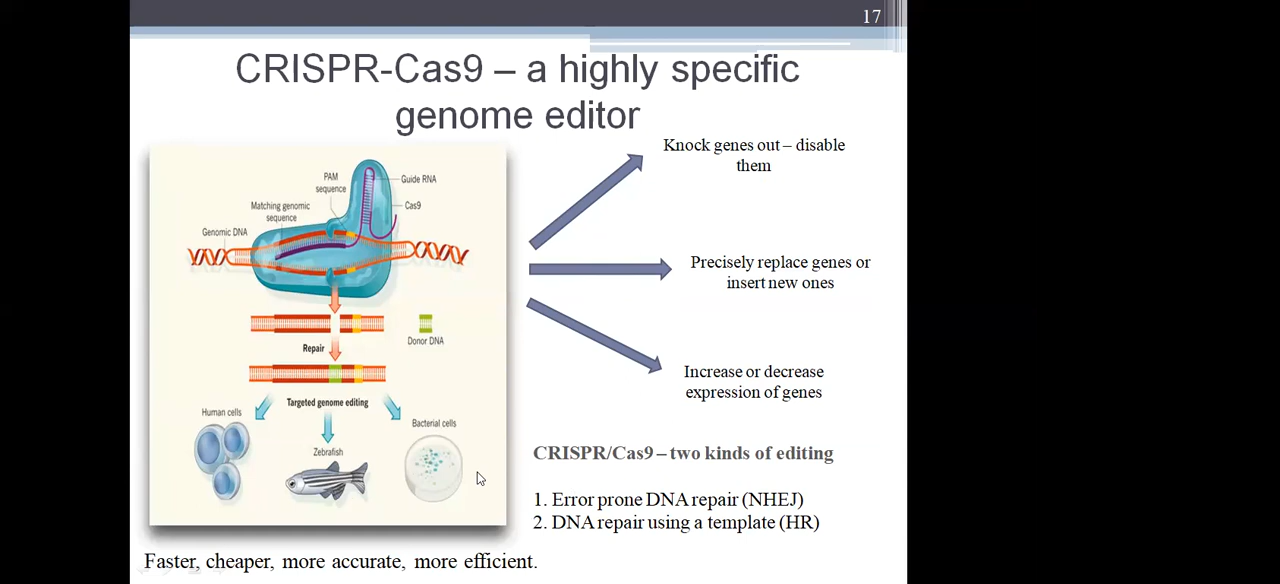 17
CRISPR-Cas9 – a highly specific
genome editor
Knock genes out – disable
them
PAM
sequence
Guide RNA
Matching genomic
sequence
Cas9
Genomic DNA
Precisely replace genes or
insert new ones
Donor DNA
Repair
Increase or decrease
expression of genes
Targeted genome editing
Human cells
Bacterial cells
Zebrafish
CRISPR/Cas9 – two kinds of editing
1. Error prone DNA repair (NHEJ)
2. DNA repair using a template (HR)
Faster, cheaper, more accurate, more efficient.